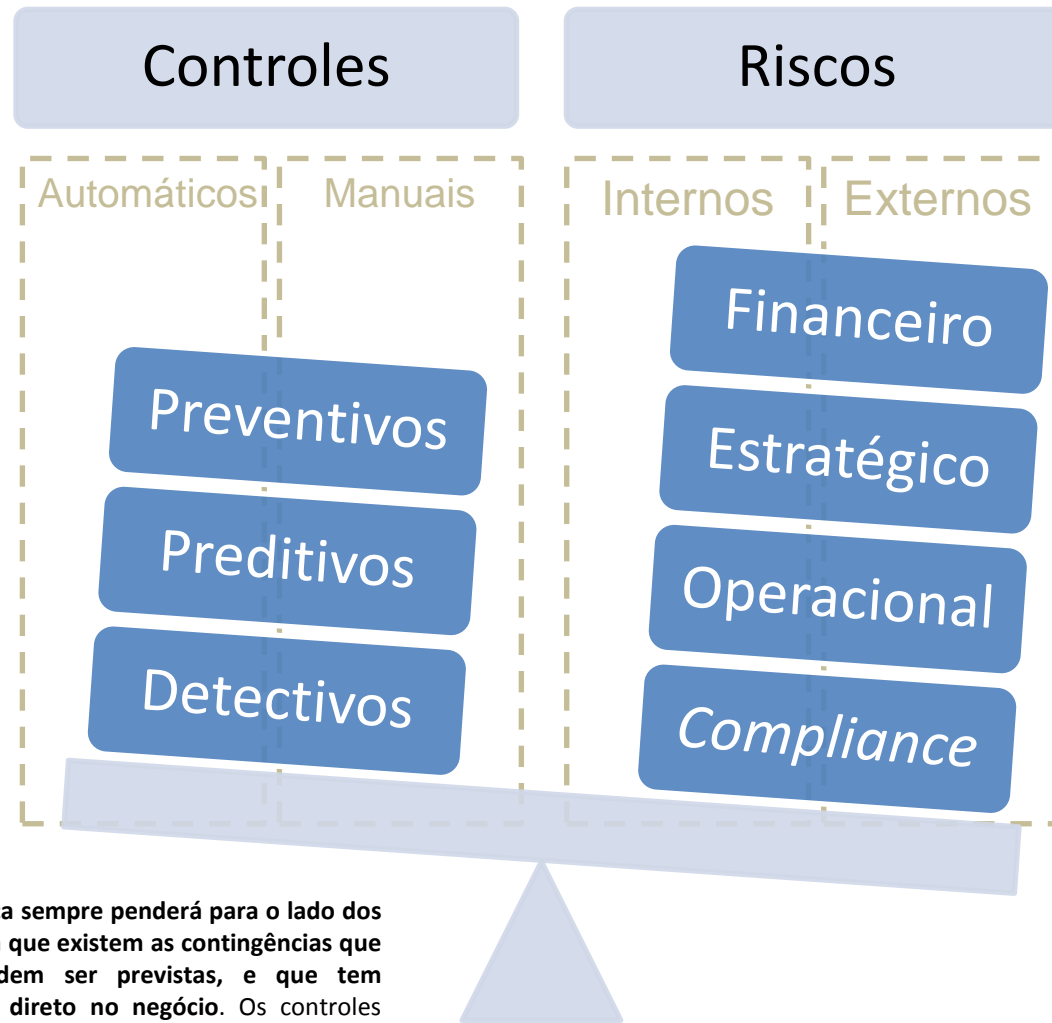 Controles
Riscos
Automáticos
Manuais
Internos
Externos
Preventivos
Preditivos
Detectivos
Financeiro
Estratégico
Operacional
Compliance
sempre penderá para o lado dos
que existem as contingências que
ser previstas, e que tem
direto no negócio. Os controles